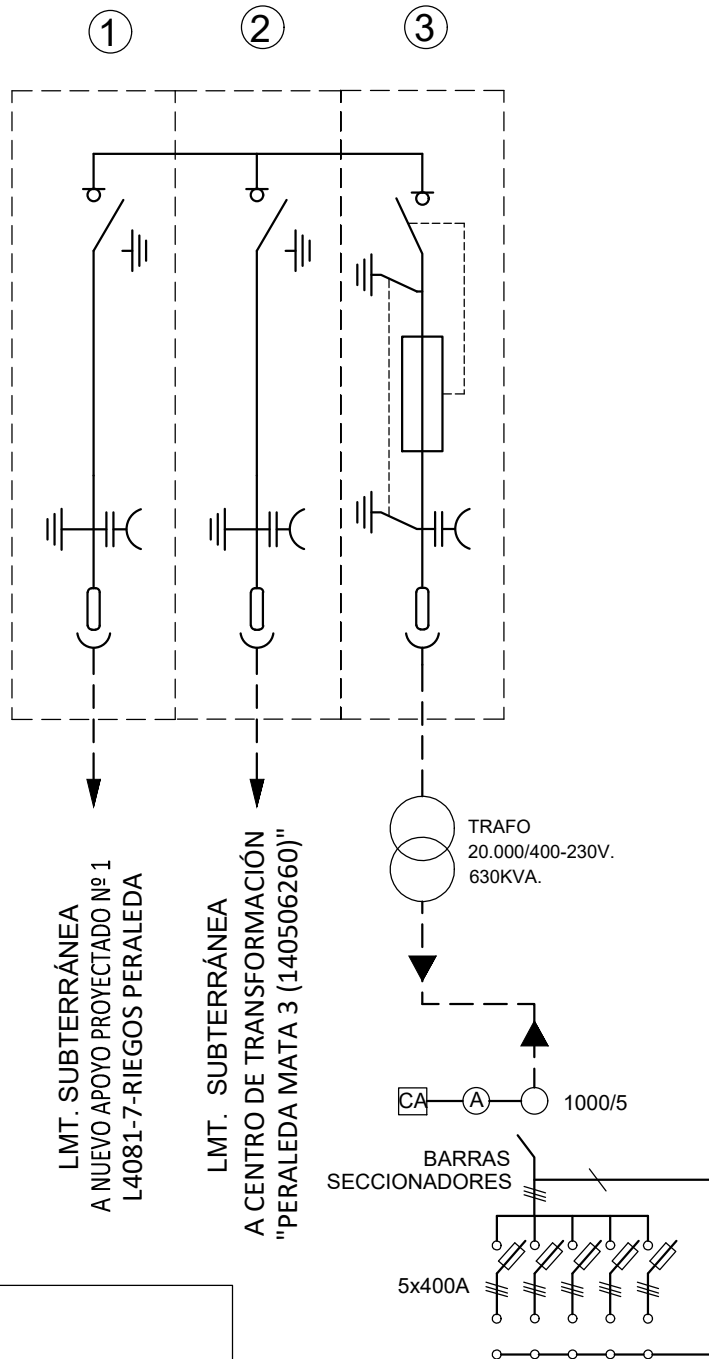 1
2
3
LMT. SUBTERRÁNEA
A NUEVO APOYO PROYECTADO Nº 1
L4081-7-RIEGOS PERALEDA
LMT. SUBTERRÁNEA
A CENTRO DE TRANSFORMACIÓN
"PERALEDA MATA 3 (140506260)"
TRAFO
20.000/400-230V.
630KVA.
CA
A
1000/5
BARRAS
SECCIONADORES
5x400A